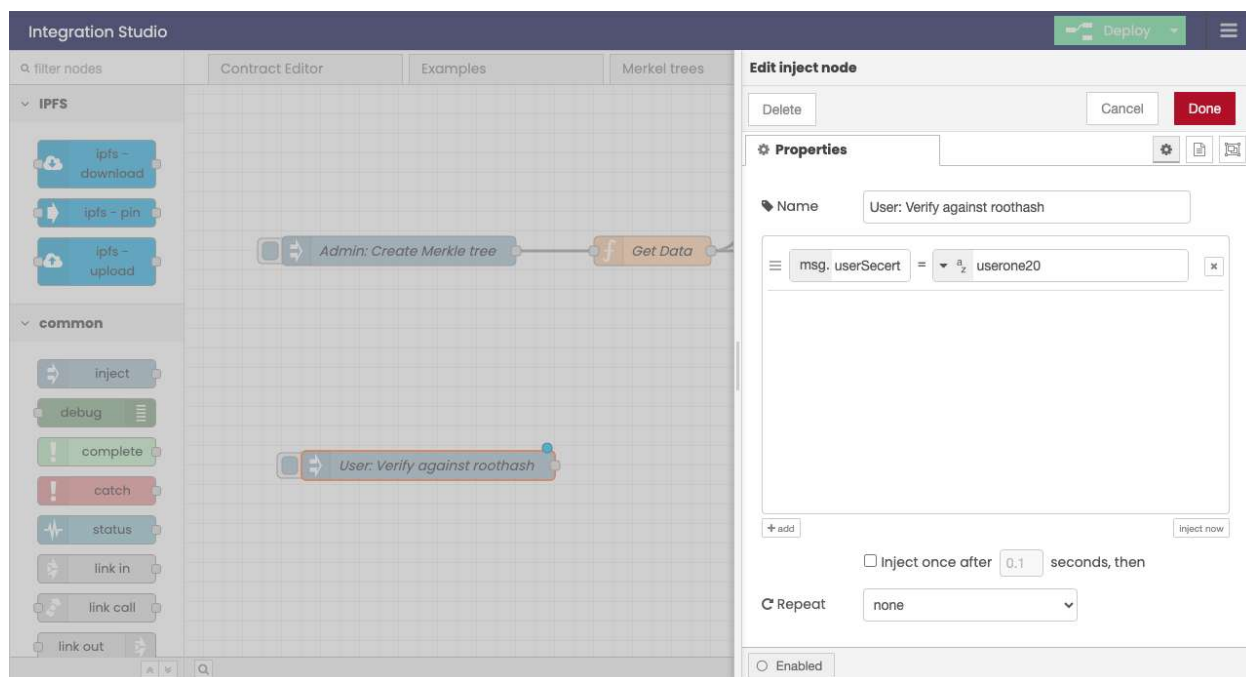 Integration Studio
Deploy
filter nodes
Contract Editor
Examples
Merkel trees
IPFS
ipfs -
download
ipfs - pin
ipfs -
upload
common
inject
debug
complete
catch
status
link in
link call
link out
Admin: Create Merkle tree
Get Data
User: Verify against roothash
Edit inject node
Delete
Cancel
Done
Properties
Name
User: Verify against roothash
msg. userSecert = a z userone20
+ add
inject now
Inject once after 0.1 seconds, then
Repeat
none
Enabled